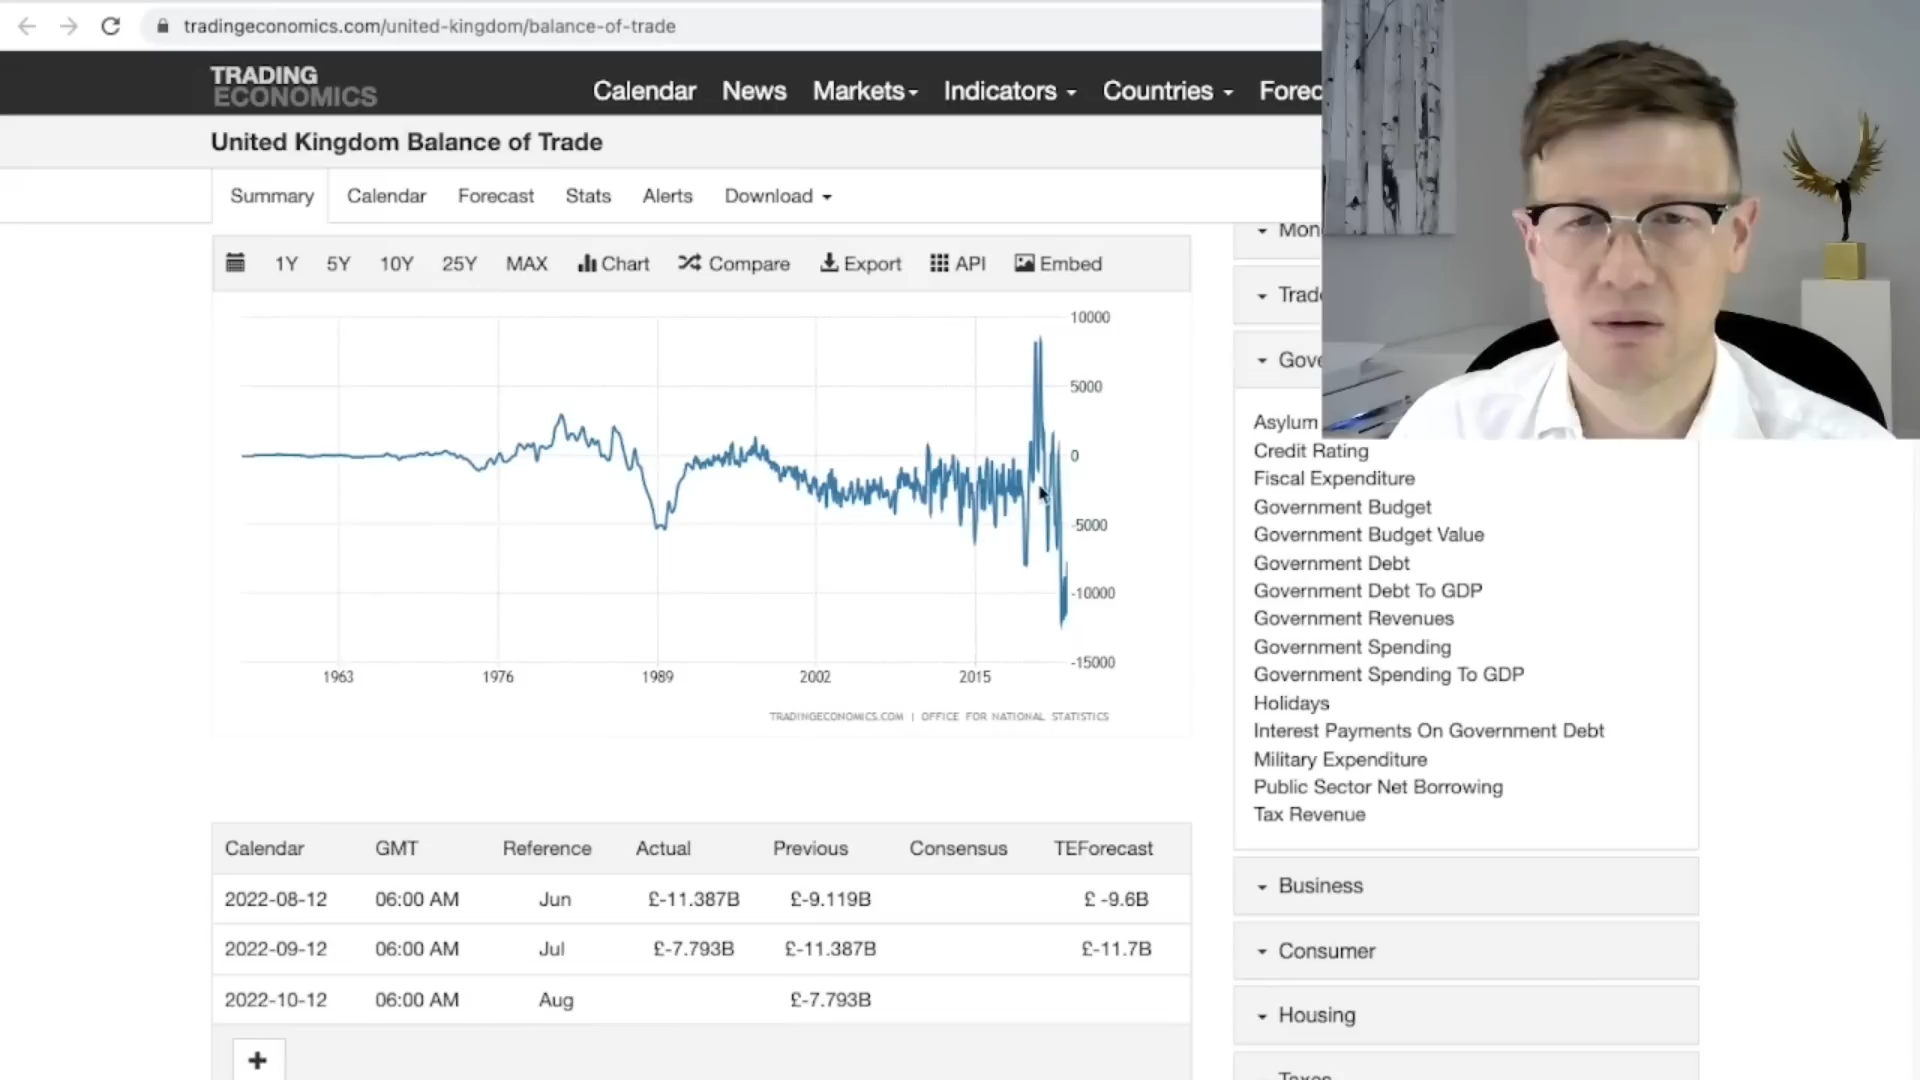 tradingeconomics.com/united-kingdom/balance-of-trade
TRADING
ECONOMICS
Calendar News Markets Indicators Countries Forec
United Kingdom Balance of Trade
Summary Calendar Forecast Stats Alerts Download
1Y 5Y 10Y 25Y MAX Chart Compare Export API Embed
10000
5000
0
-5000
-10000
-15000
1963 1976 1989 2002 2015
TRADINGECONOMICS.COM | OFFICE FOR NATIONAL STATISTICS
Calendar GMT Reference Actual Previous Consensus TEForecast
2022-08-12 06:00 AM Jun £-11.387B £-9.119B £ -9.6B
2022-09-12 06:00 AM Jul £-7.793B £-11.387B £-11.7B
2022-10-12 06:00 AM Aug £-7.793B
+
Mon
Trade
Gove
Asylum
Credit Rating
Fiscal Expenditure
Government Budget
Government Budget Value
Government Debt
Government Debt To GDP
Government Revenues
Government Spending
Government Spending To GDP
Holidays
Interest Payments On Government Debt
Military Expenditure
Public Sector Net Borrowing
Tax Revenue
Business
Consumer
Housing
Taxes